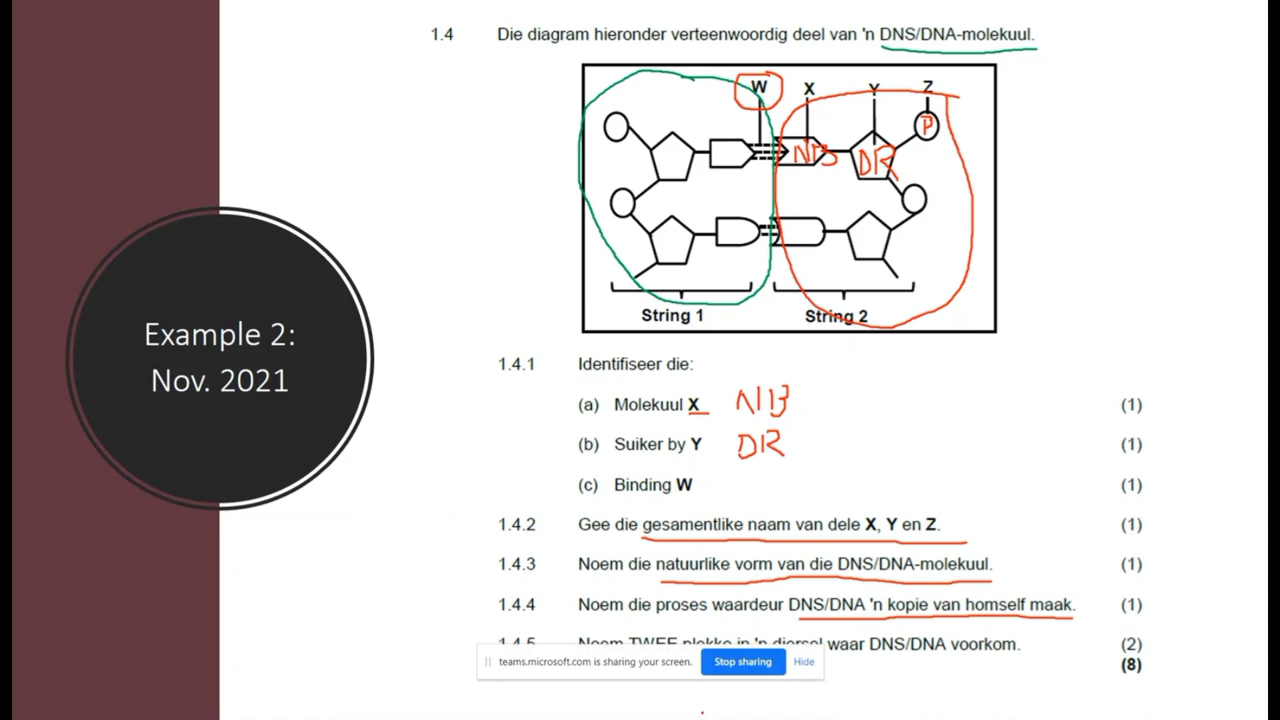 Example 2:
Nov. 2021
1.4 Die diagram hieronder verteenwoordig deel van 'n DNS/DNA-molekuul.
W X Y Z
NB DR P
String 1 String 2
1.4.1 Identifiseer die:
(a) Molekuul X NB (1)
(b) Suiker by Y DR (1)
(c) Binding W (1)
1.4.2 Gee die gesamentlike naam van dele X, Y en Z. (1)
1.4.3 Noem die natuurlike vorm van die DNS/DNA-molekuul. (1)
1.4.4 Noem die proses waardeur DNS/DNA 'n kopie van homself maak. (1)
1.4.5 Noem TWEE plekke in 'n diersel waar DNS/DNA voorkom. (2)
(8)
teams.microsoft.com is sharing your screen. Stop sharing Hide